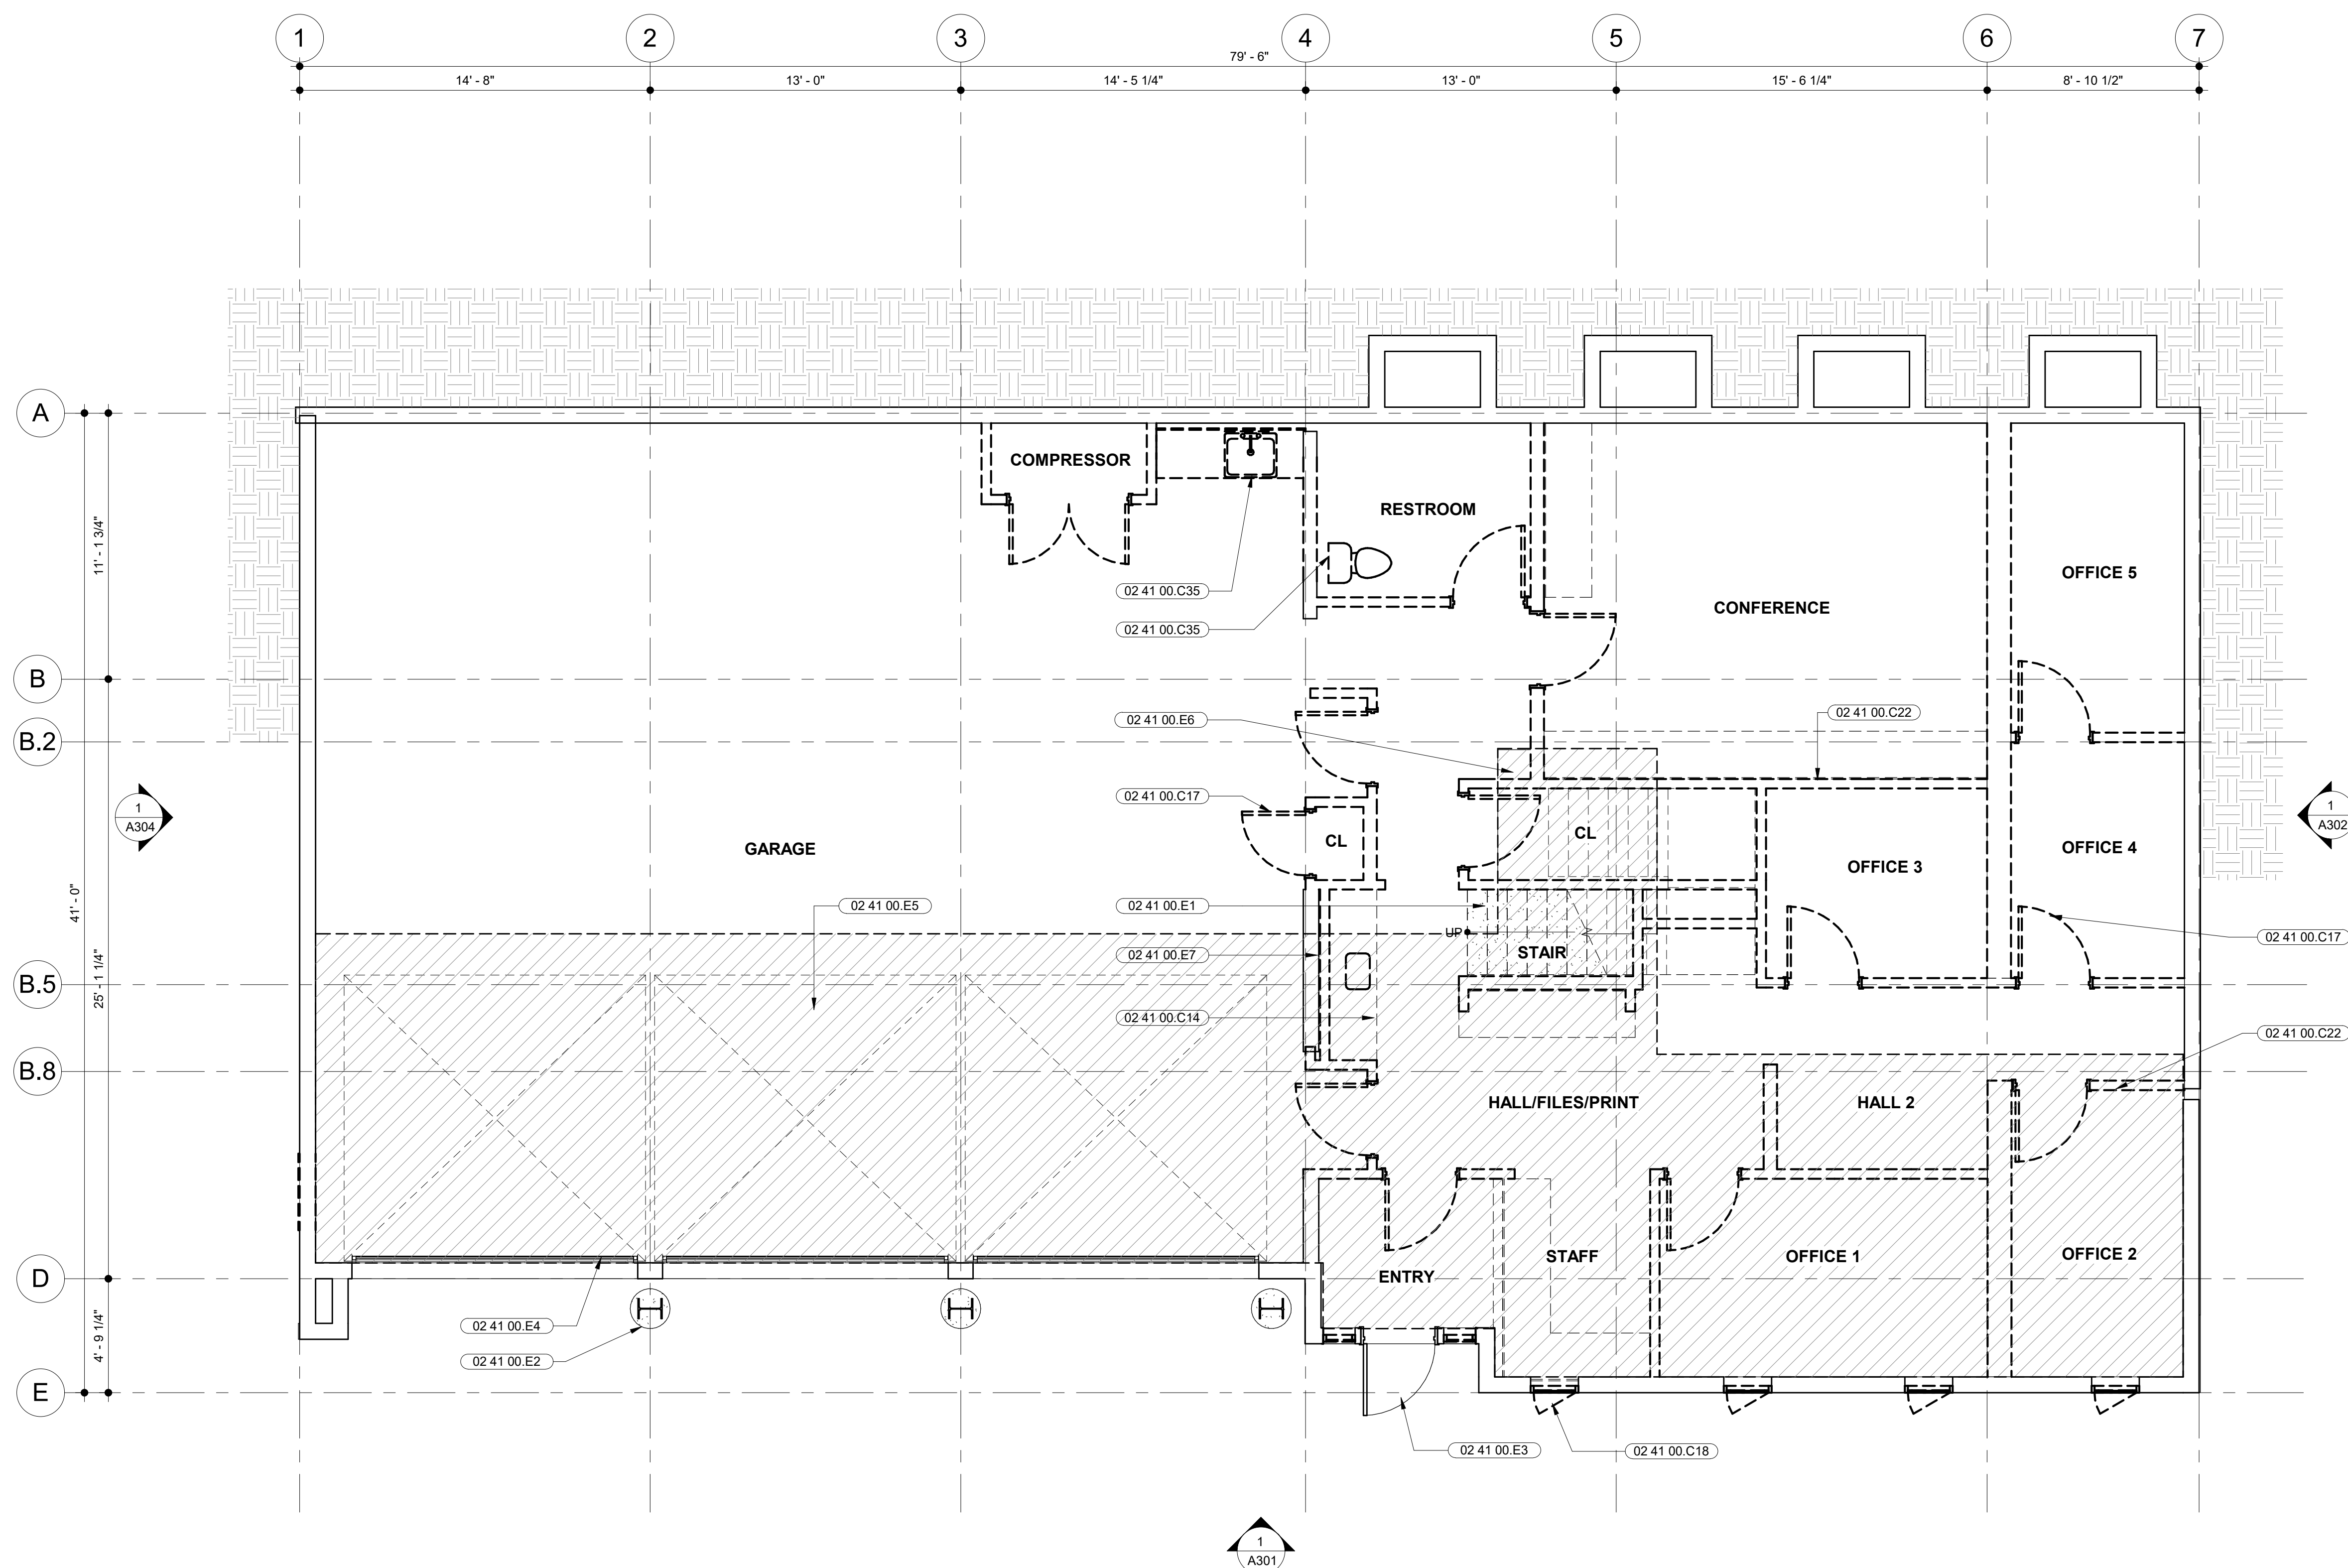 1
2
3
4
5
6
7
79' - 6"
14' - 8"
13' - 0"
14' - 5 1/4"
13' - 0"
15' - 6 1/4"
8' - 10 1/2"
A
B
B.2
B.5
B.8
D
E
11' - 1 3/4"
41' - 0"
25' - 1 1/4"
4' - 9 1/4"
COMPRESSOR
RESTROOM
OFFICE 5
02 41 00.C35
CONFERENCE
02 41 00.C35
02 41 00.E6
02 41 00.C22
02 41 00.C17
1
A304
1
A302
GARAGE
CL
CL
OFFICE 3
OFFICE 4
02 41 00.E5
02 41 00.E1
UP
02 41 00.C17
STAIR
02 41 00.E7
02 41 00.C14
02 41 00.C22
HALL/FILES/PRINT
HALL 2
STAFF
OFFICE 1
OFFICE 2
ENTRY
02 41 00.E4
02 41 00.E2
02 41 00.E3
02 41 00.C18
1
A301